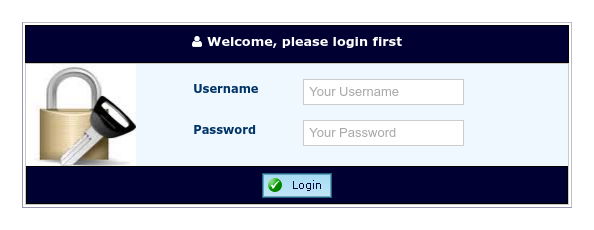 Welcome, please login first
Username
Your Username
Password
Your Password
Login